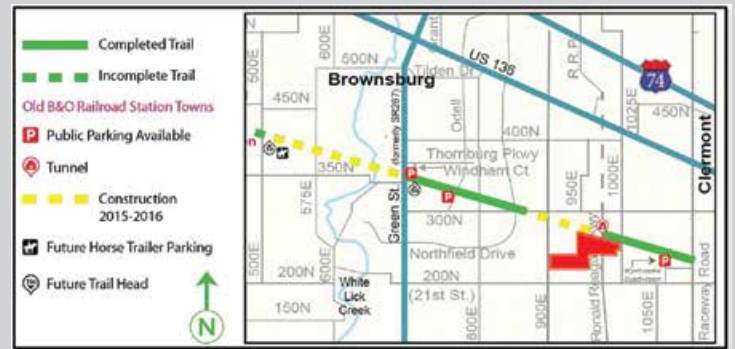 Completed Trail
Incomplete Trail
Old B&O Railroad Station Towns
P Public Parking Available
Tunnel
Construction
2015-2016
Future Horse Trailer Parking
Future Trail Head
N
500E
600E
500N
Brownsburg
Tilden Dr
US 136
R.R.P.
74
450N
Odell
(formerly SR267)
400N
1025E
450N
Clermont
350N
Thornburg Pkwy
Windham Ct
P
P
575E
Green St.
300N
950E
1000E
Northfield Drive
Ronald Reagan
500E
200N
600E
White
Lick
Creek
200N
(21st St.)
P
150N
800E
900E
1050E
Raceway Road